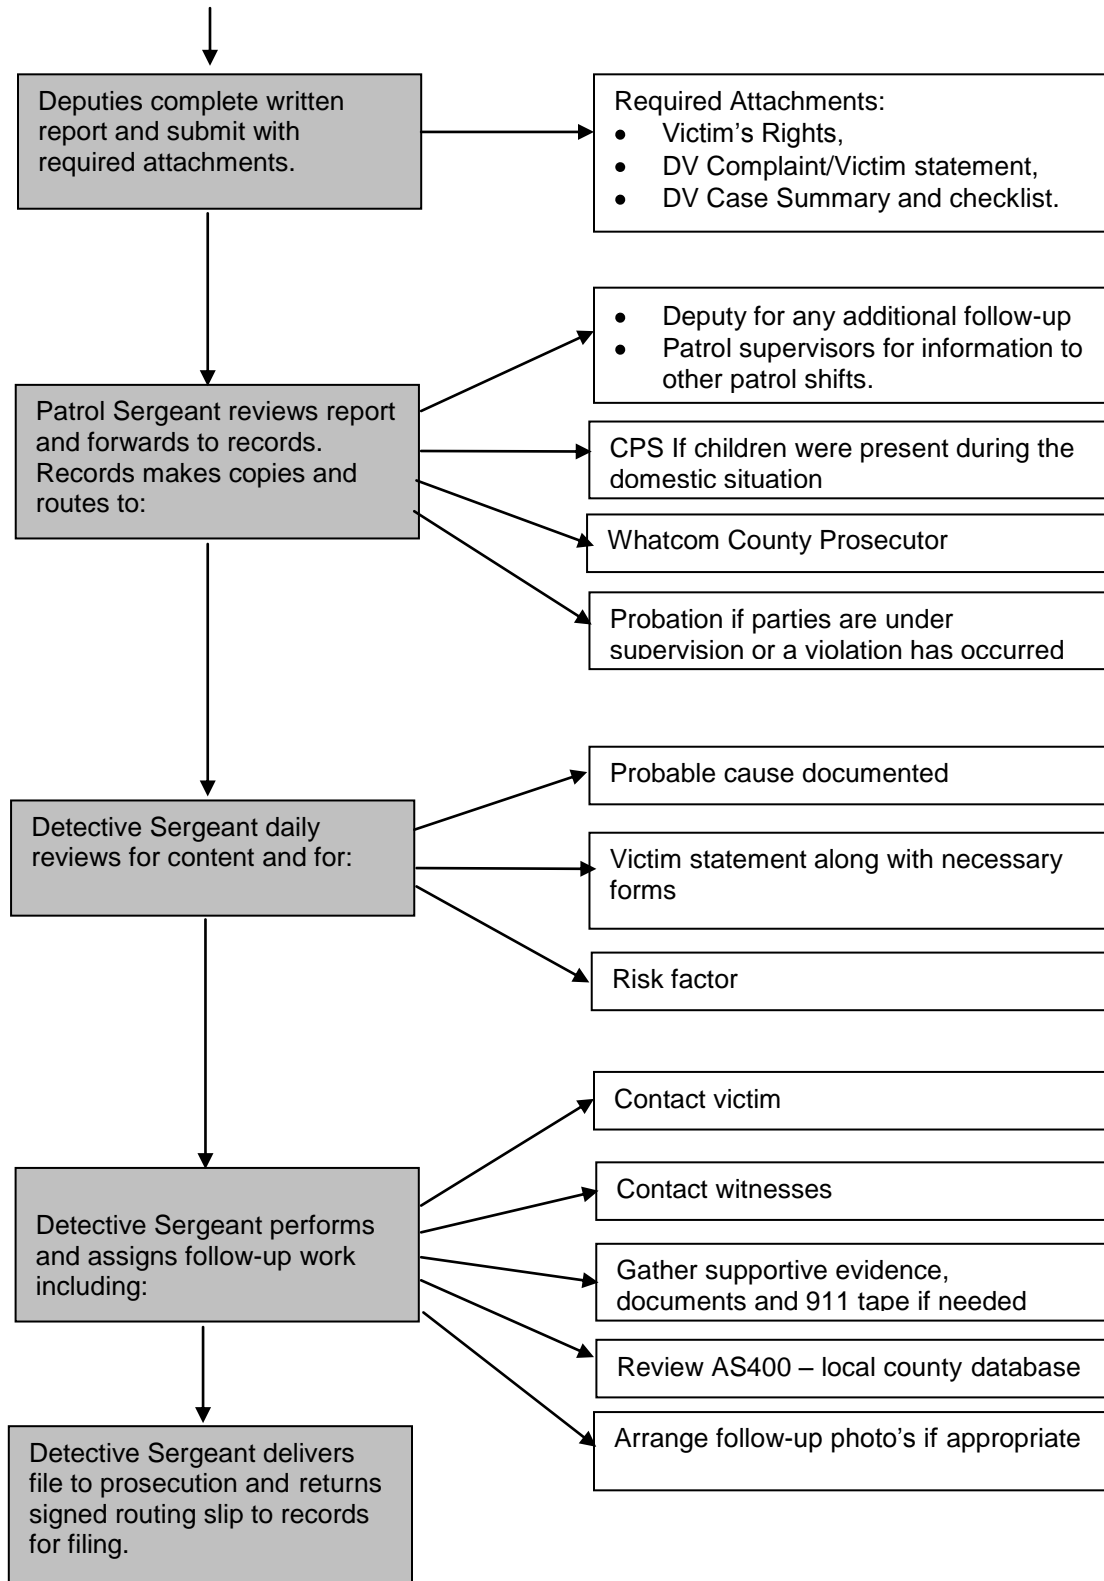 Deputies complete written
report and submit with
required attachments.
Required Attachments:
• Victim's Rights,
• DV Complaint/Victim statement,
• DV Case Summary and checklist.
Patrol Sergeant reviews report
and forwards to records.
Records makes copies and
routes to:
• Deputy for any additional follow-up
• Patrol supervisors for information to
other patrol shifts.
CPS If children were present during the
domestic situation
Whatcom County Prosecutor
Probation if parties are under
supervision or a violation has occurred
Detective Sergeant daily
reviews for content and for:
Probable cause documented
Victim statement along with necessary
forms
Risk factor
Detective Sergeant performs
and assigns follow-up work
including:
Contact victim
Contact witnesses
Gather supportive evidence,
documents and 911 tape if needed
Review AS400 – local county database
Arrange follow-up photo's if appropriate
Detective Sergeant delivers
file to prosecution and returns
signed routing slip to records
for filing.